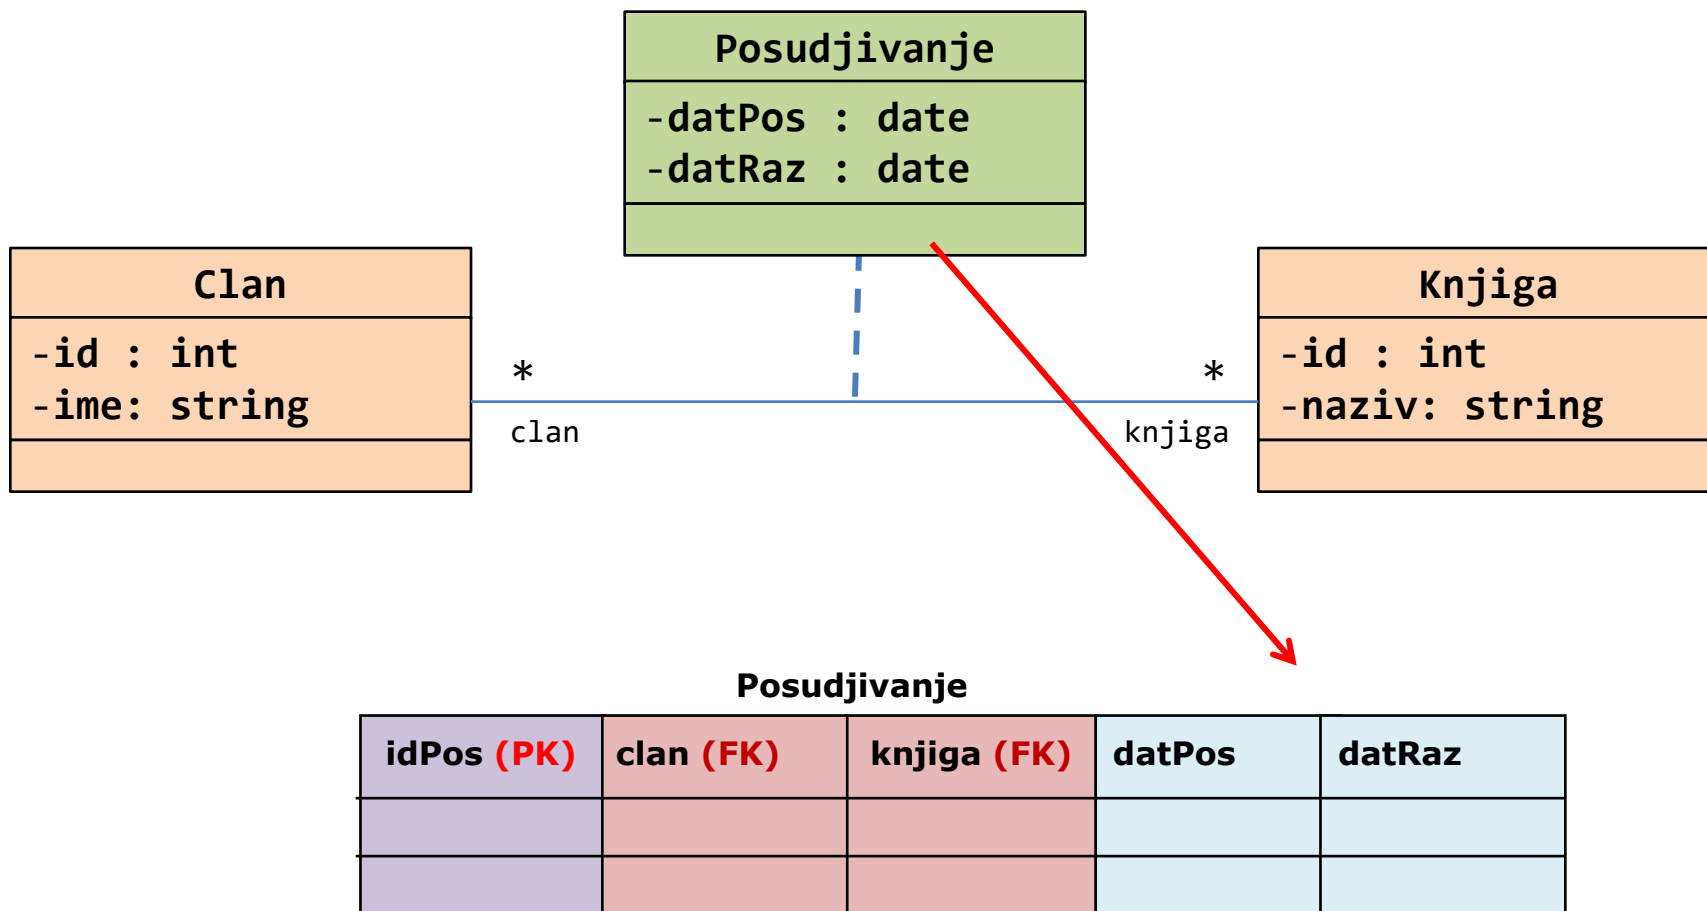 Posudjivanje
-datPos : date
-datRaz : date
Clan
-id : int
-ime: string
*
clan
*
knjiga
Knjiga
-id : int
-naziv: string
Posudjivanje
idPos (PK) clan (FK) knjiga (FK) datPos datRaz